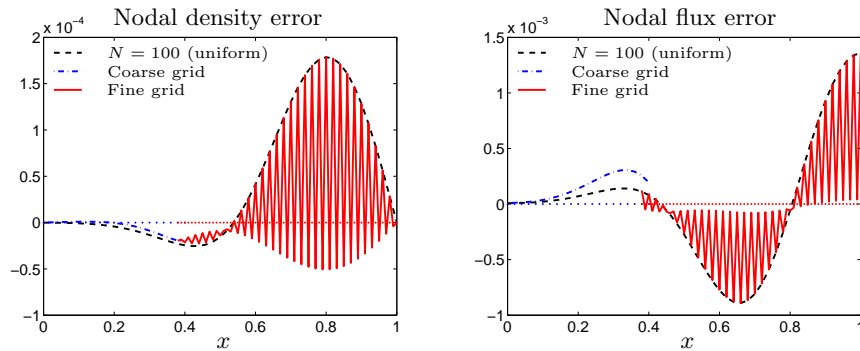 Nodal density error
× 10⁻⁴
2
1.5
1
0.5
0
−0.5
−1
0 0.2 0.4 0.6 0.8 1
x
N = 100 (uniform)
Coarse grid
Fine grid
Nodal flux error
× 10⁻³
1.5
1
0.5
0
−0.5
−1
0 0.2 0.4 0.6 0.8 1
x
N = 100 (uniform)
Coarse grid
Fine grid